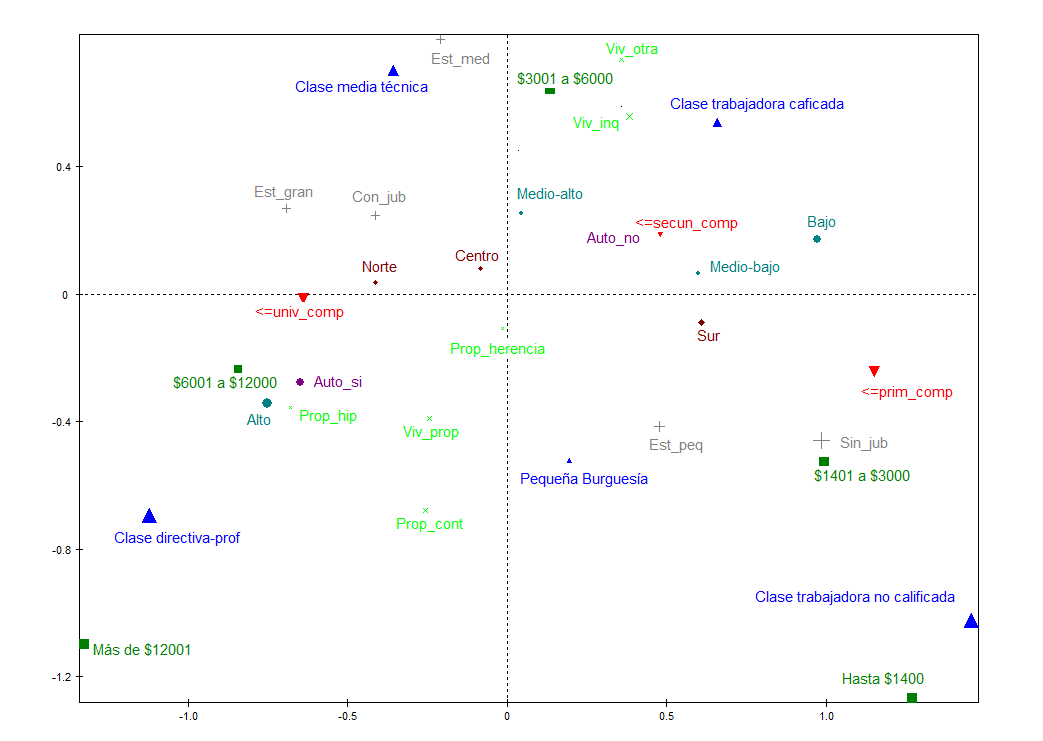 Viv_otra
Est_med
$3001 a $6000
Clase media técnica
Clase trabajadora caficada
Viv_inq
0.4
Est_gran
Con_jub
Medio-alto
<=secun_comp
Bajo
Auto_no
Centro
Norte
Medio-bajo
0
<=univ_comp
Sur
Prop_herencia
$6001 a $12000
Auto_si
<=prim_comp
Alto
Prop_hip
-0.4
Viv_prop
Est_peq
Sin_jub
Pequeña Burguesía
$1401 a $3000
Prop_cont
Clase directiva-prof
-0.8
Clase trabajadora no calificada
Más de $12001
-1.2
Hasta $1400
-1.0
-0.5
0
0.5
1.0